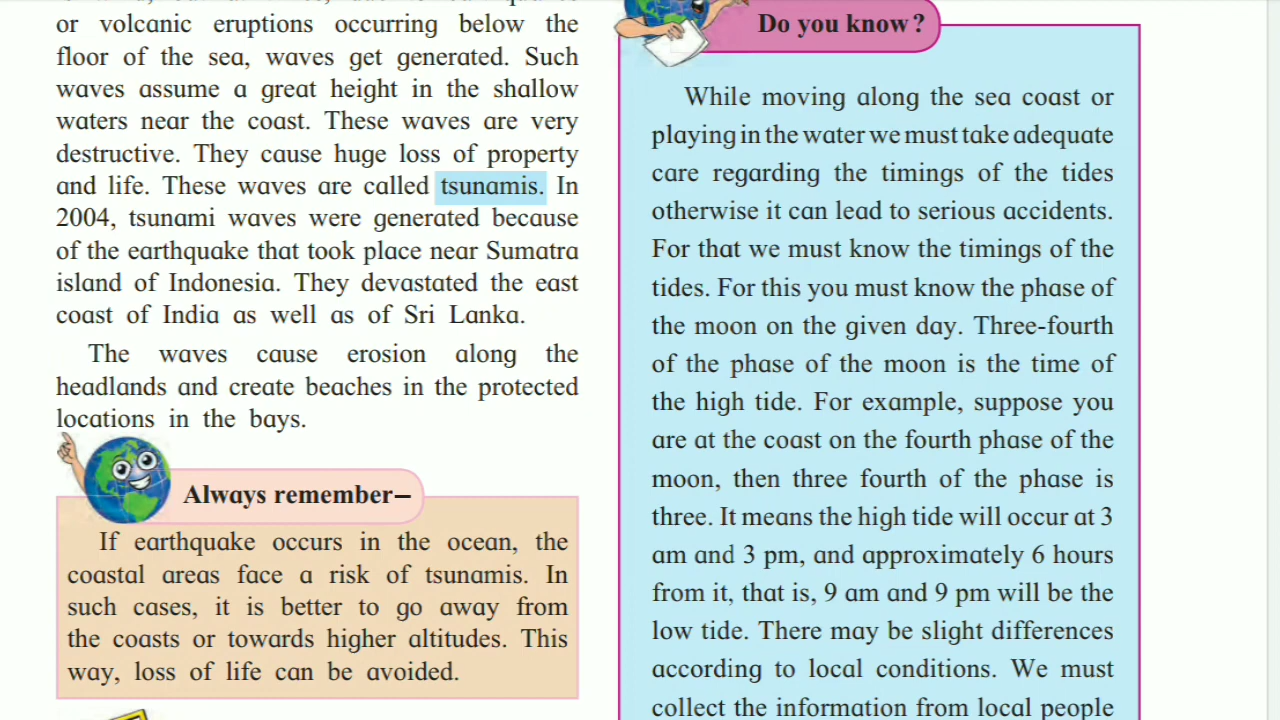 or volcanic eruptions occurring below the
floor of the sea, waves get generated. Such
waves assume a great height in the shallow
waters near the coast. These waves are very
destructive. They cause huge loss of property
and life. These waves are called tsunamis. In
2004, tsunami waves were generated because
of the earthquake that took place near Sumatra
island of Indonesia. They devastated the east
coast of India as well as of Sri Lanka.
The waves cause erosion along the
headlands and create beaches in the protected
locations in the bays.
Always remember–
If earthquake occurs in the ocean, the
coastal areas face a risk of tsunamis. In
such cases, it is better to go away from
the coasts or towards higher altitudes. This
way, loss of life can be avoided.
Do you know?
While moving along the sea coast or
playing in the water we must take adequate
care regarding the timings of the tides
otherwise it can lead to serious accidents.
For that we must know the timings of the
tides. For this you must know the phase of
the moon on the given day. Three-fourth
of the phase of the moon is the time of
the high tide. For example, suppose you
are at the coast on the fourth phase of the
moon, then three fourth of the phase is
three. It means the high tide will occur at 3
am and 3 pm, and approximately 6 hours
from it, that is, 9 am and 9 pm will be the
low tide. There may be slight differences
according to local conditions. We must
collect the information from local people